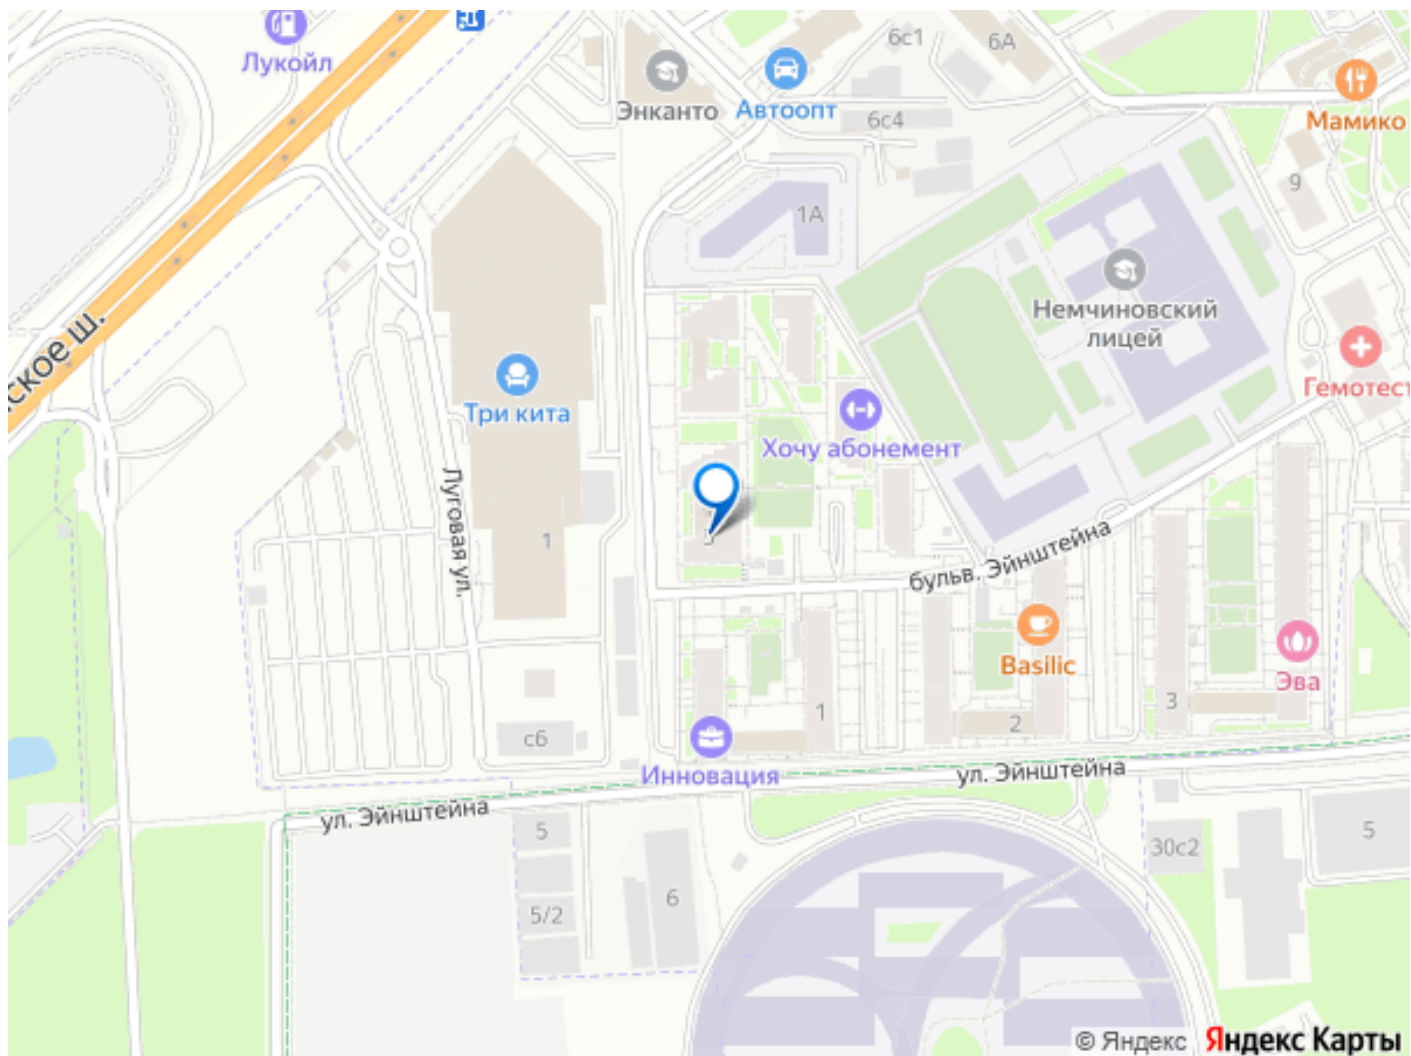 Лукойл
6с1
6А
Энканто
Автоопт
6с4
Мамико
9
1А
Немчиновский
лицей
ское ш.
Гемотест
Три кита
Хочу абонемент
Луговая ул.
1
бульв. Эйнштейна
Basilic
Эва
3
1
2
с6
Инновация
ул. Эйнштейна
ул. Эйнштейна
5
30с2
5
6
5/2
© Яндекс
Яндекс Карты